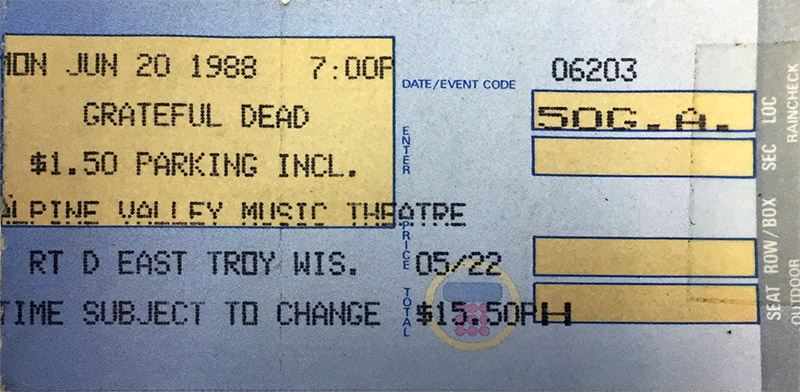 MON JUN 20 1988 7:00P
DATE/EVENT CODE
06203
GRATEFUL DEAD
SOG.A.
LOC
RAINCHECK
ENTER
$1.50 PARKING INCL.
SEC
ALPINE VALLEY MUSIC THEATRE
PRICE
ROW/BOX
RT D EAST TROY WIS.
05/22
TIME SUBJECT TO CHANGE
TOTAL
$15.50PH
SEAT
OUTDOOR